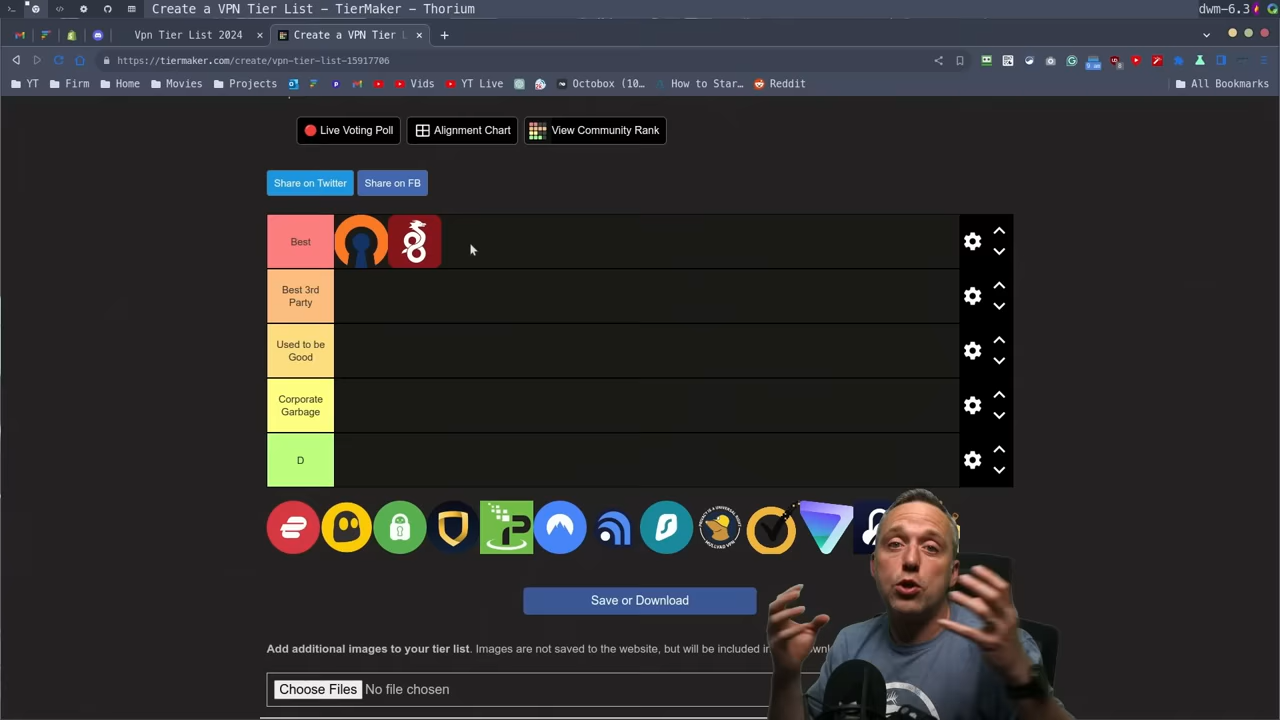 Create a VPN Tier List - TierMaker - Thorium
dwm-6.3
Vpn Tier List 2024
Create a VPN Tier L
https://tiermaker.com/create/vpn-tier-list-15917706
YT Firm Home Movies Projects Vids YT Live Octobox (10… How to Star… Reddit All Bookmarks
Live Voting Poll Alignment Chart View Community Rank
Share on Twitter Share on FB
Best
Best 3rd
Party
Used to be
Good
Corporate
Garbage
D
Save or Download
Add additional images to your tier list. Images are not saved to the website, but will be included
Choose Files No file chosen